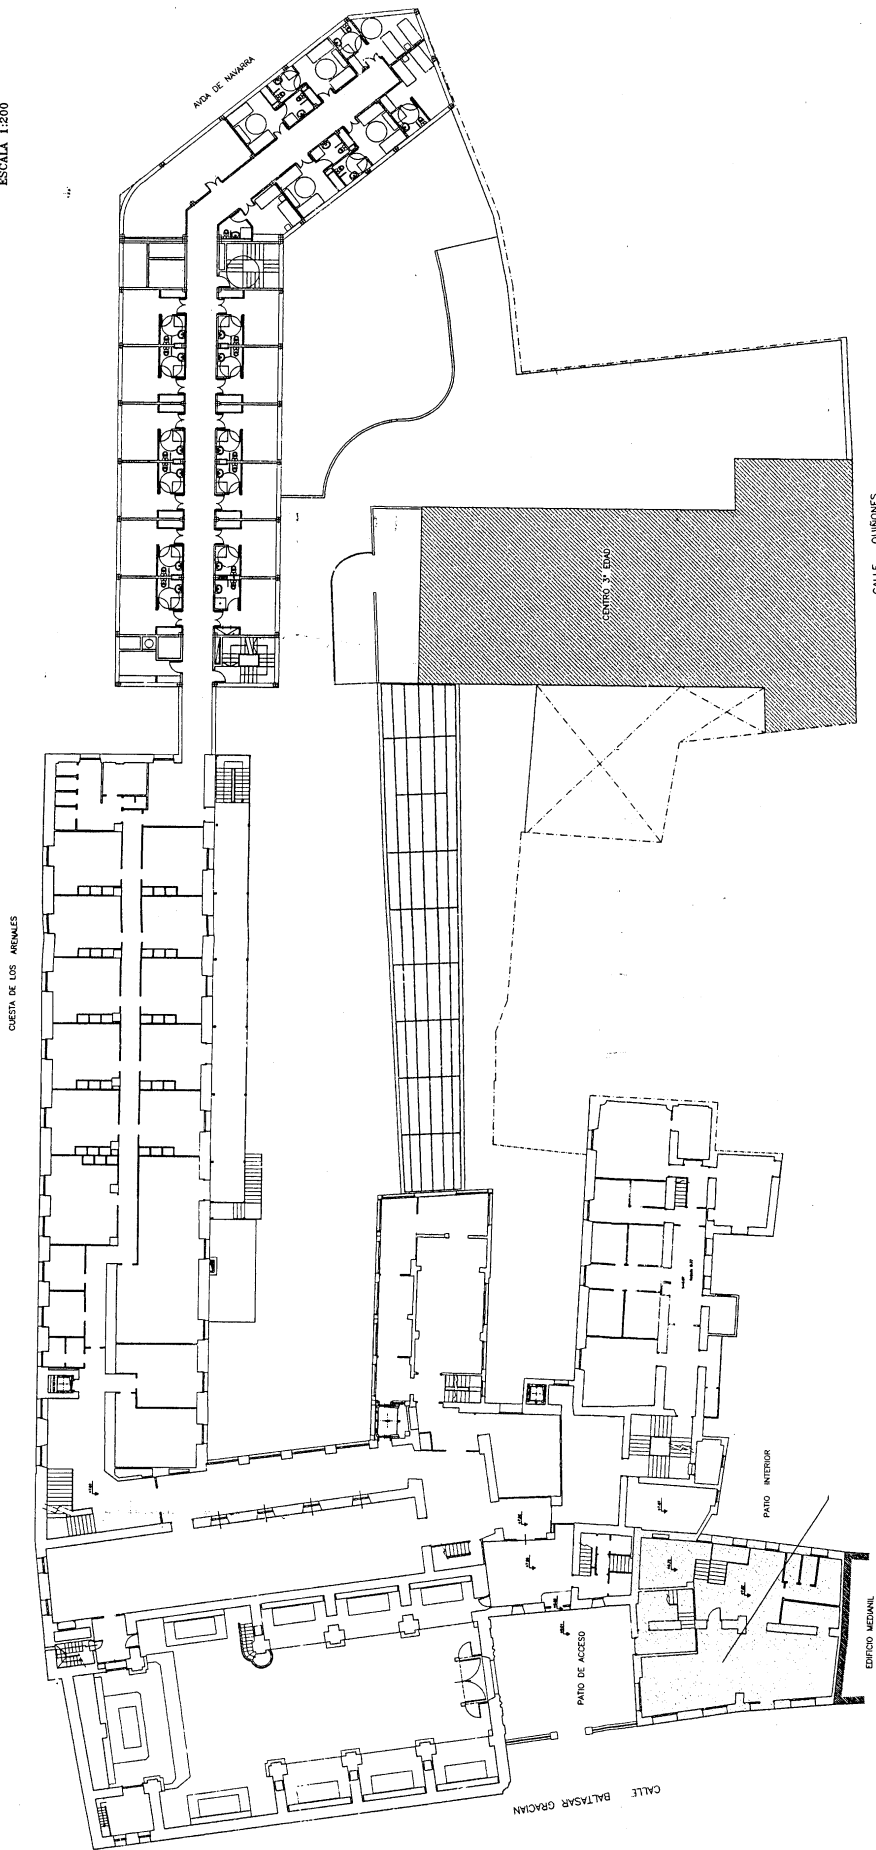 ESCALA 1:200
AVDA DE NAVARRA
CALLE QUIÑONES
CENTRO 3ª EDAD
CUESTA DE LOS ARENALES
PATIO INTERIOR
PATIO DE ACCESO
EDIFICIO MEDIANIL
CALLE BALTASAR GRACIAN